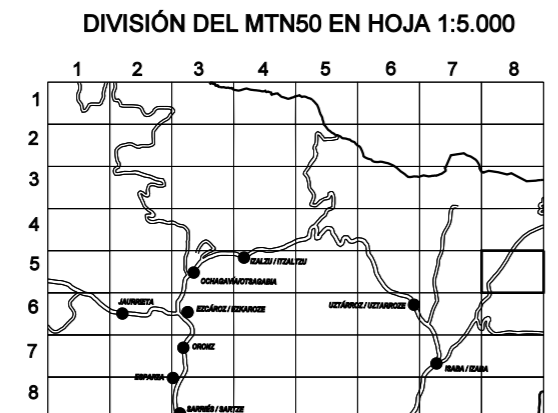 DIVISIÓN DEL MTN50 EN HOJA 1:5.000
1 2 3 4 5 6 7 8
1
2
3
4
5
IZALZU / ITZALTZU
OCHAGAVÍA/OTSAGABIA
6
JAURRIETA
EZCÁROZ / EZKAROZE
UZTÁRROZ / UZTARROZE
7
ORONZ
ISABA / IZABA
ESPARZA
8
SARRIÉS / SARTZE